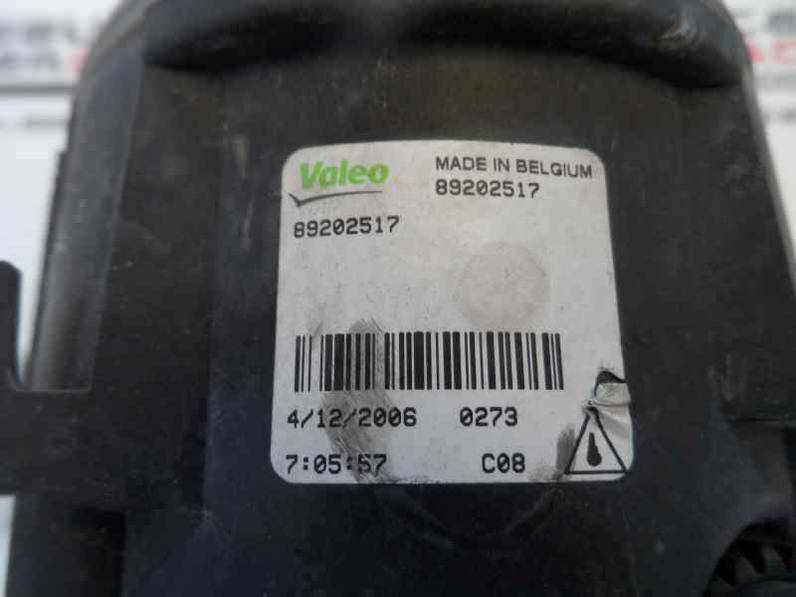 Valeo
MADE IN BELGIUM
89202517
89202517
4/12/2006 0273
7:05:57 C08